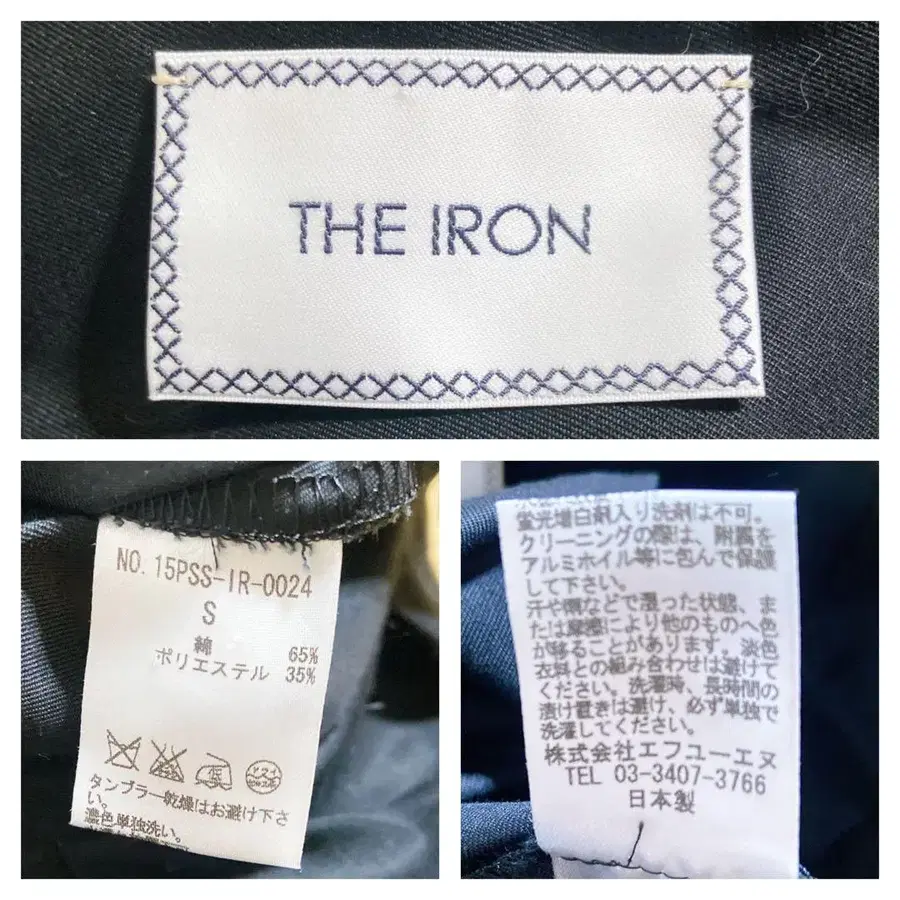 THE IRON
NO. 15PSS-IR-0024
S
綿 65%
ポリエステル 35%
タンブラー乾燥はお避け下さ
い。
濃色単独洗い。
蛍光増白剤入り洗剤は不可。
クリーニングの際は、附属を
アルミホイル等に包んで保護
して下さい。
汗や雨などで湿った状態、ま
たは摩擦により他のものへ色
が移ることがあります。淡色
衣料との組み合わせは避けて
ください。洗濯時、長時間の
漬け置きは避け、必ず単独で
洗濯してください。
株式会社エフユーエヌ
TEL 03-3407-3766
日本製